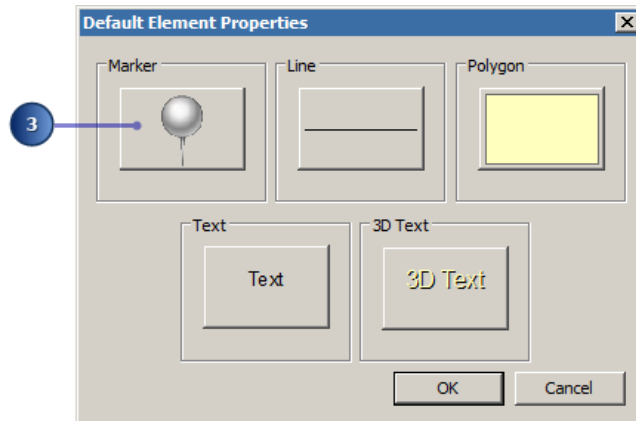 Default Element Properties
Marker
Line
Polygon
3
Text
3D Text
Text
3D Text
OK
Cancel